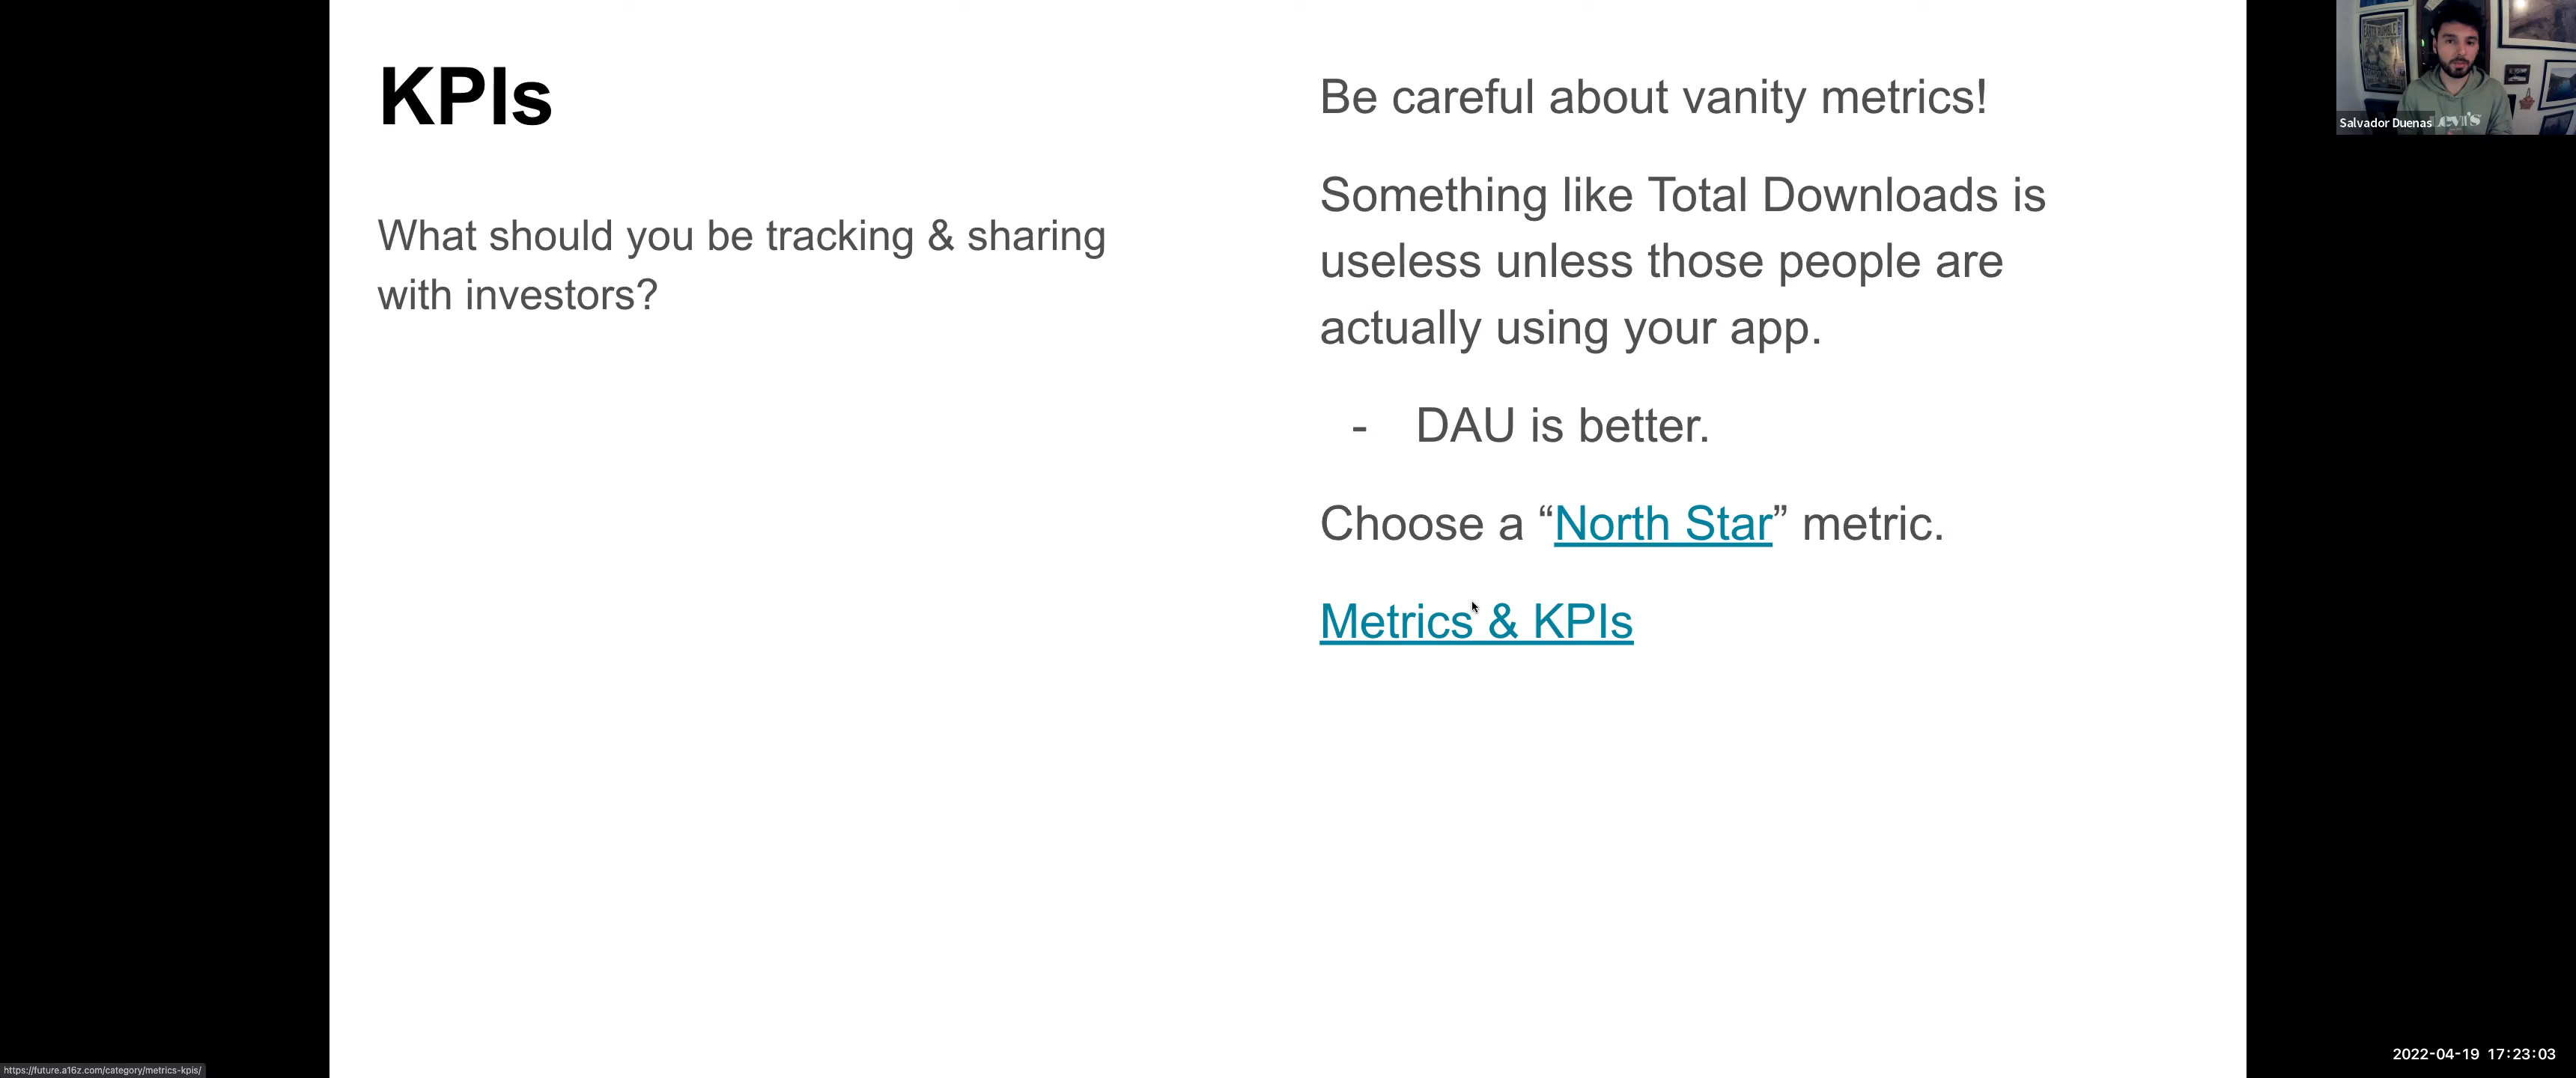 KPIs
What should you be tracking & sharing
with investors?
Be careful about vanity metrics!
Something like Total Downloads is
useless unless those people are
actually using your app.
- DAU is better.
Choose a “North Star” metric.
Metrics & KPIs
Salvador Duenas
Levi's
2022-04-19 17:23:03
https://future.a16z.com/category/metrics-kpis/